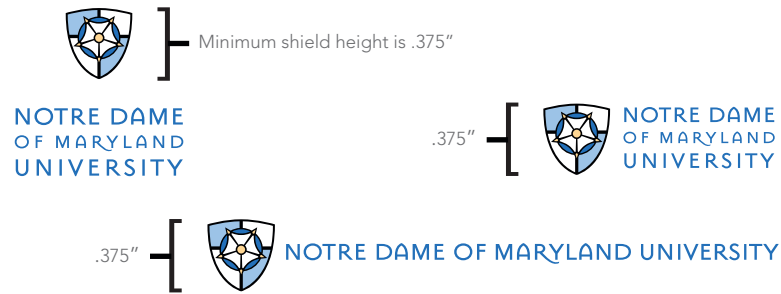 Minimum shield height is .375”
NOTRE DAME
OF MARYLAND
UNIVERSITY
.375”
NOTRE DAME
OF MARYLAND
UNIVERSITY
.375”
NOTRE DAME OF MARYLAND UNIVERSITY